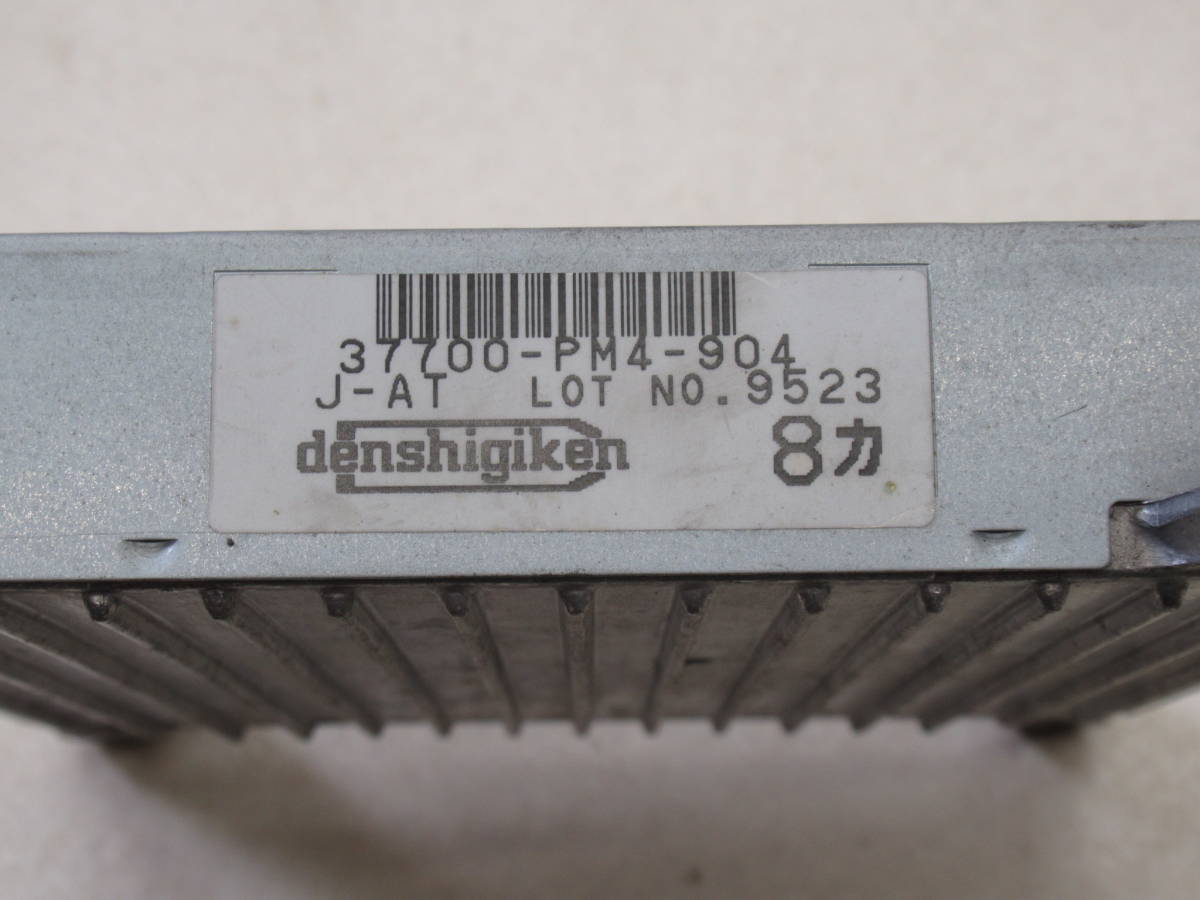 37700-PM4-904
J-AT LOT NO.9523
denshigiken 8カ